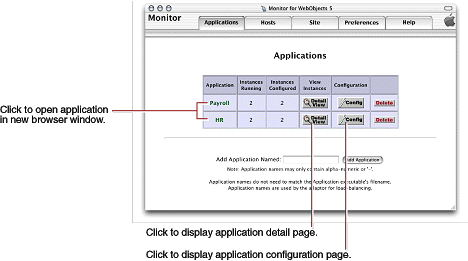 Monitor for WebObjects 5
Monitor
Applications
Hosts
Site
Preferences
Help
Applications
Application
Instances Running
Instances Configured
View Instances
Configuration
Payroll
2
2
Detail View
Config
Delete
HR
2
2
Detail View
Config
Delete
Click to open application
in new browser window.
Add Application Named:
Add Application
Note: Application names may only contain alpha-numeric or '-'.
Application names do not need to match the Application executable's filename.
Application names are used by the adaptor for load-balancing.
Click to display application detail page.
Click to display application configuration page.